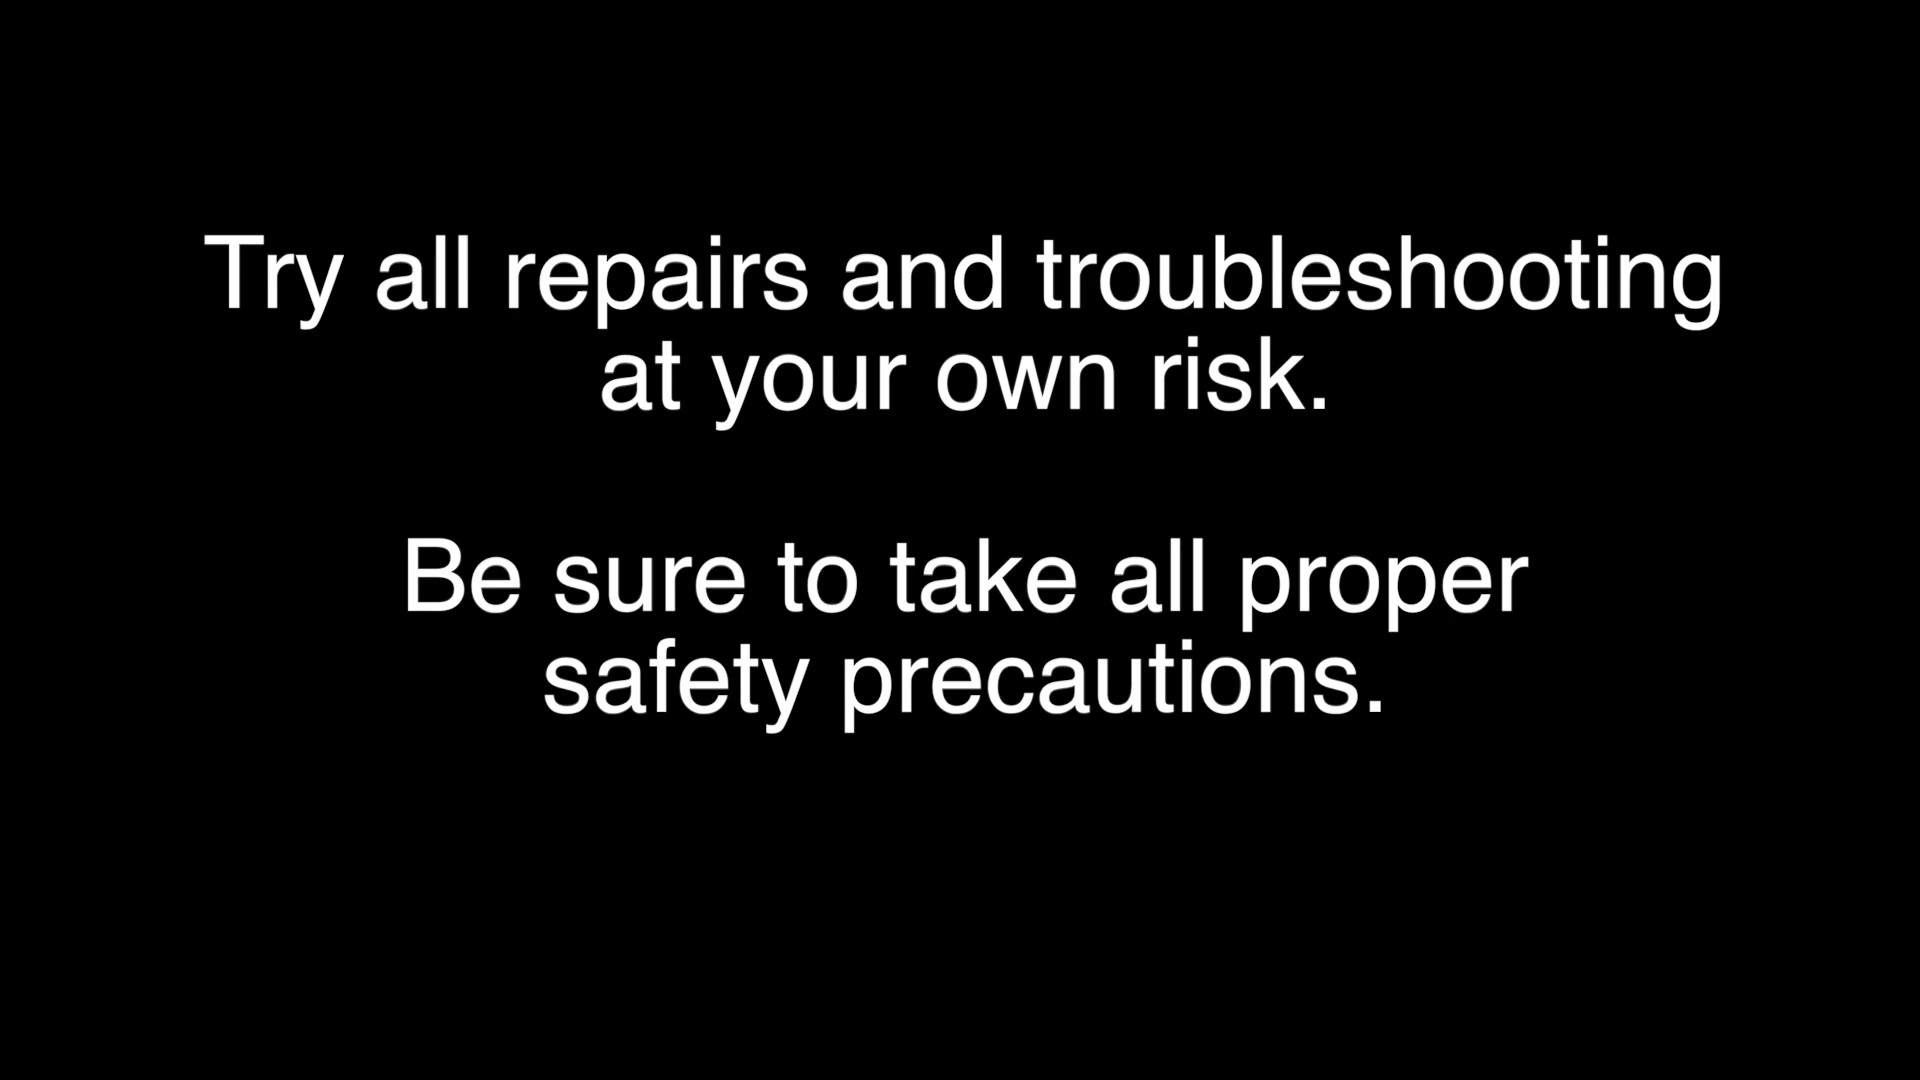 Try all repairs and troubleshooting
at your own risk.
Be sure to take all proper
safety precautions.